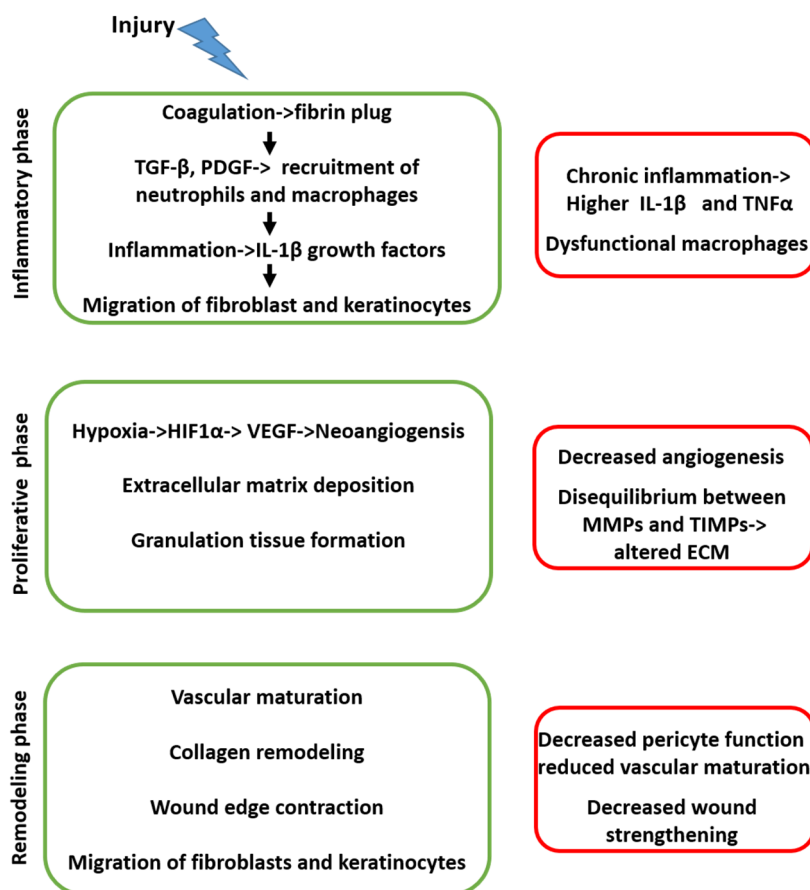 Injury
Inflammatory phase
Coagulation->fibrin plug
TGF-β, PDGF-> recruitment of
neutrophils and macrophages
Inflammation->IL-1β growth factors
Migration of fibroblast and keratinocytes
Chronic inflammation->
Higher IL-1β and TNFα
Dysfunctional macrophages
Proliferative phase
Hypoxia->HIF1α-> VEGF->Neoangiogensis
Extracellular matrix deposition
Granulation tissue formation
Decreased angiogenesis
Disequilibrium between
MMPs and TIMPs->
altered ECM
Remodeling phase
Vascular maturation
Collagen remodeling
Wound edge contraction
Migration of fibroblasts and keratinocytes
Decreased pericyte function
reduced vascular maturation
Decreased wound
strengthening